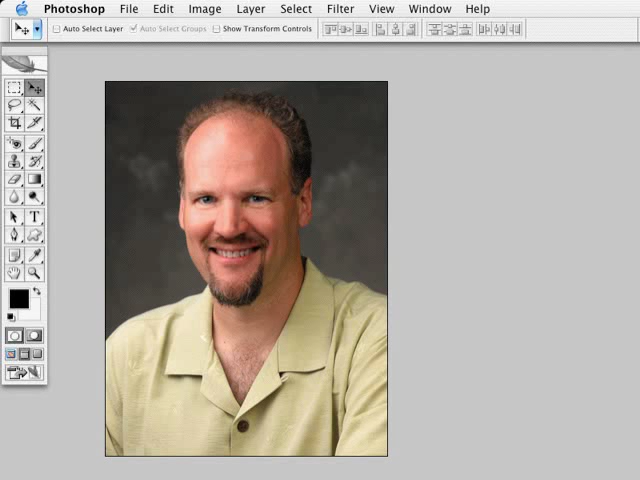 Photoshop File Edit Image Layer Select Filter View Window Help
Auto Select Layer Auto Select Groups Show Transform Controls
T